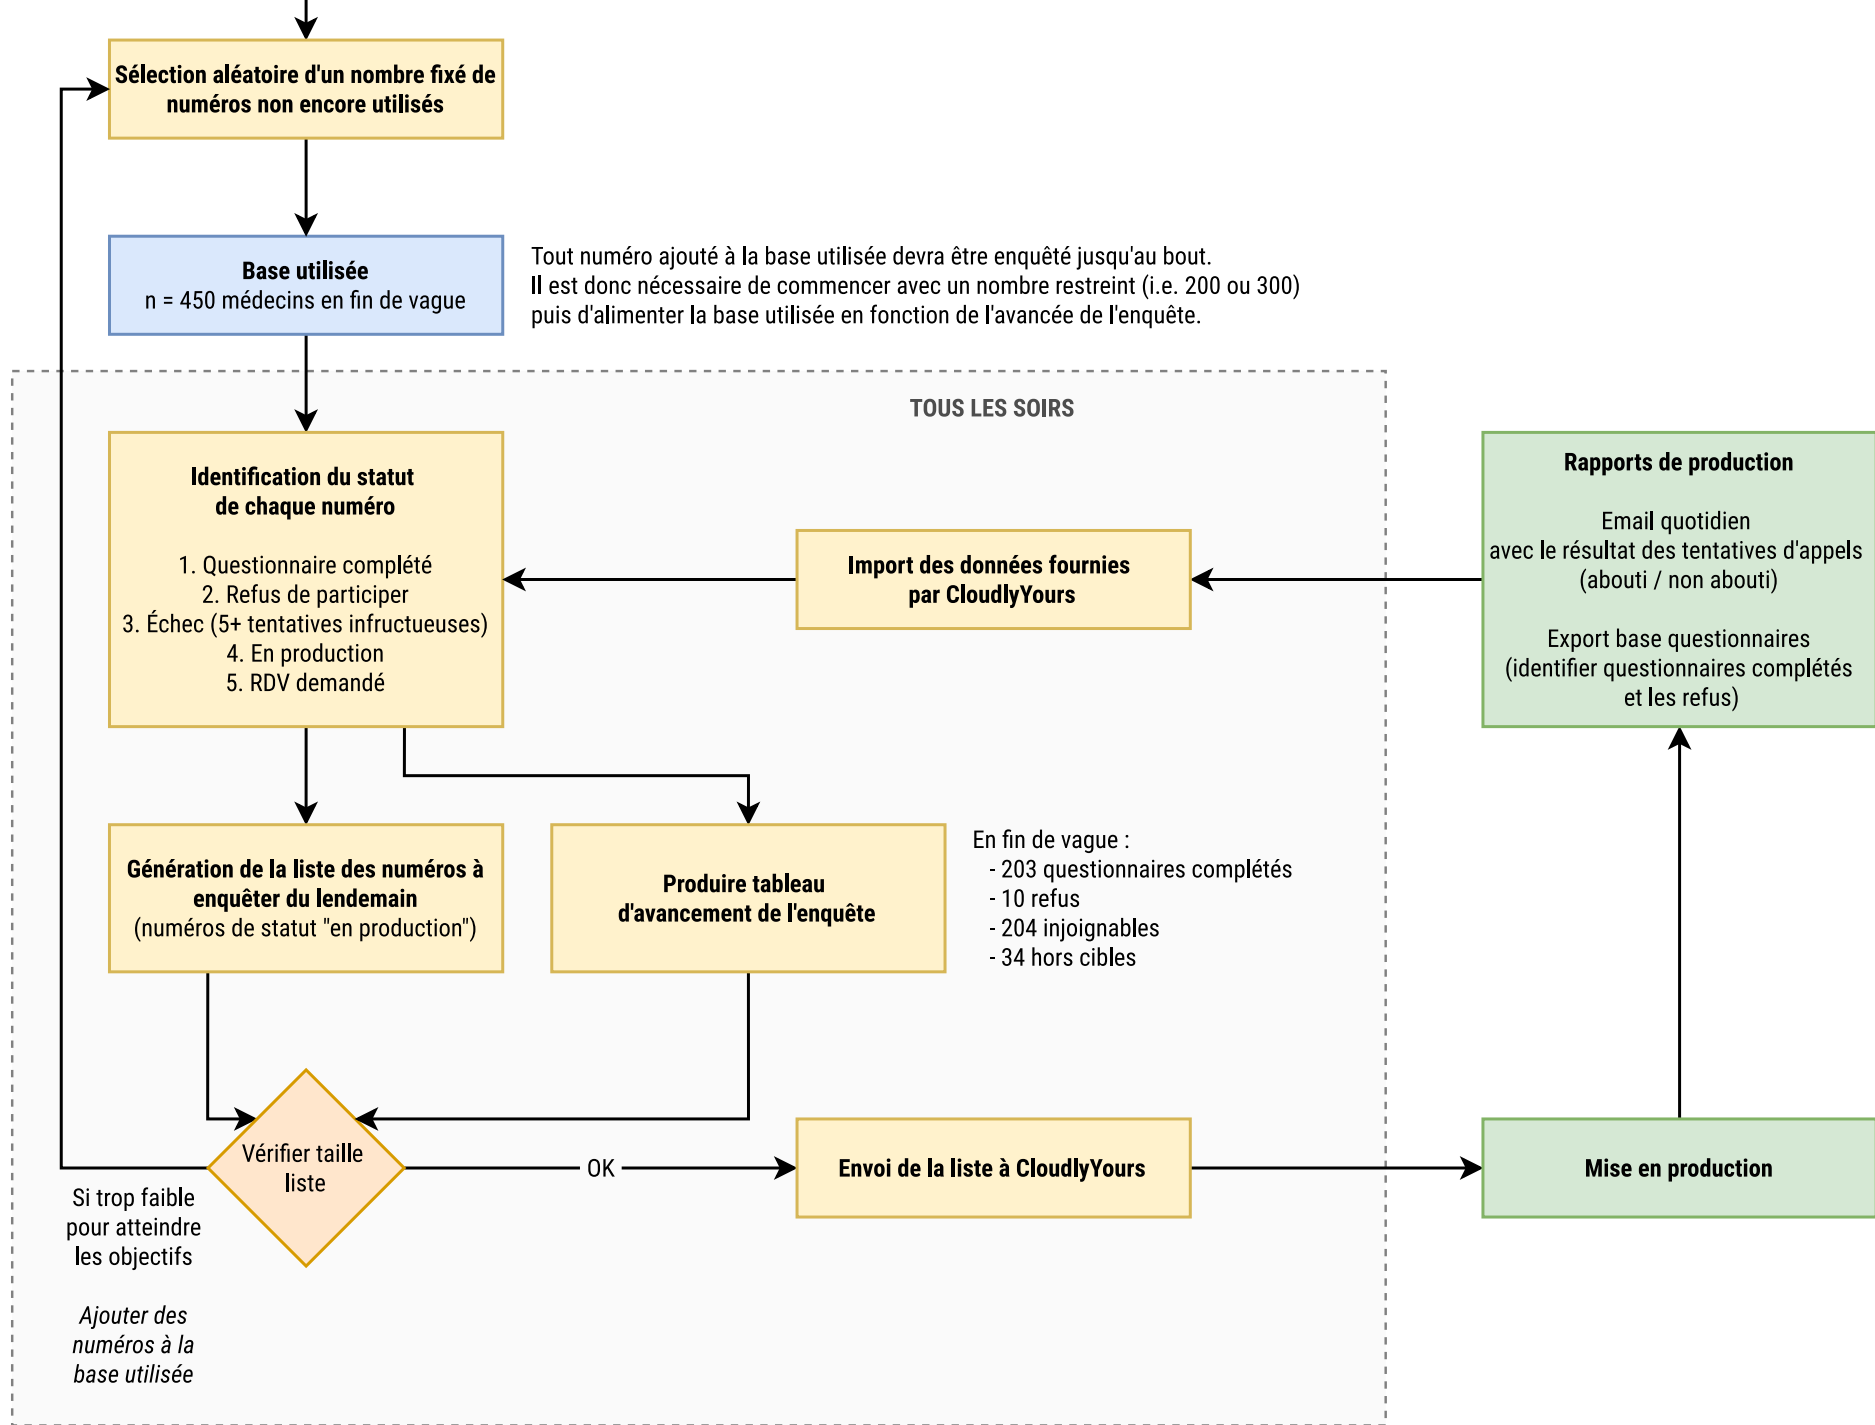 Sélection aléatoire d'un nombre fixé de
numéros non encore utilisés
Base utilisée
n = 450 médecins en fin de vague
Tout numéro ajouté à la base utilisée devra être enquêté jusqu'au bout.
Il est donc nécessaire de commencer avec un nombre restreint (i.e. 200 ou 300)
puis d'alimenter la base utilisée en fonction de l'avancée de l'enquête.
TOUS LES SOIRS
Identification du statut
de chaque numéro
1. Questionnaire complété
2. Refus de participer
3. Échec (5+ tentatives infructueuses)
4. En production
5. RDV demandé
Import des données fournies
par CloudlyYours
Rapports de production
Email quotidien
avec le résultat des tentatives d'appels
(abouti / non abouti)
Export base questionnaires
(identifier questionnaires complétés
et les refus)
Génération de la liste des numéros à
enquêter du lendemain
(numéros de statut "en production")
Produire tableau
d'avancement de l'enquête
En fin de vague :
- 203 questionnaires complétés
- 10 refus
- 204 injoignables
- 34 hors cibles
Vérifier taille
liste
OK
Envoi de la liste à CloudlyYours
Mise en production
Si trop faible
pour atteindre
les objectifs
Ajouter des
numéros à la
base utilisée